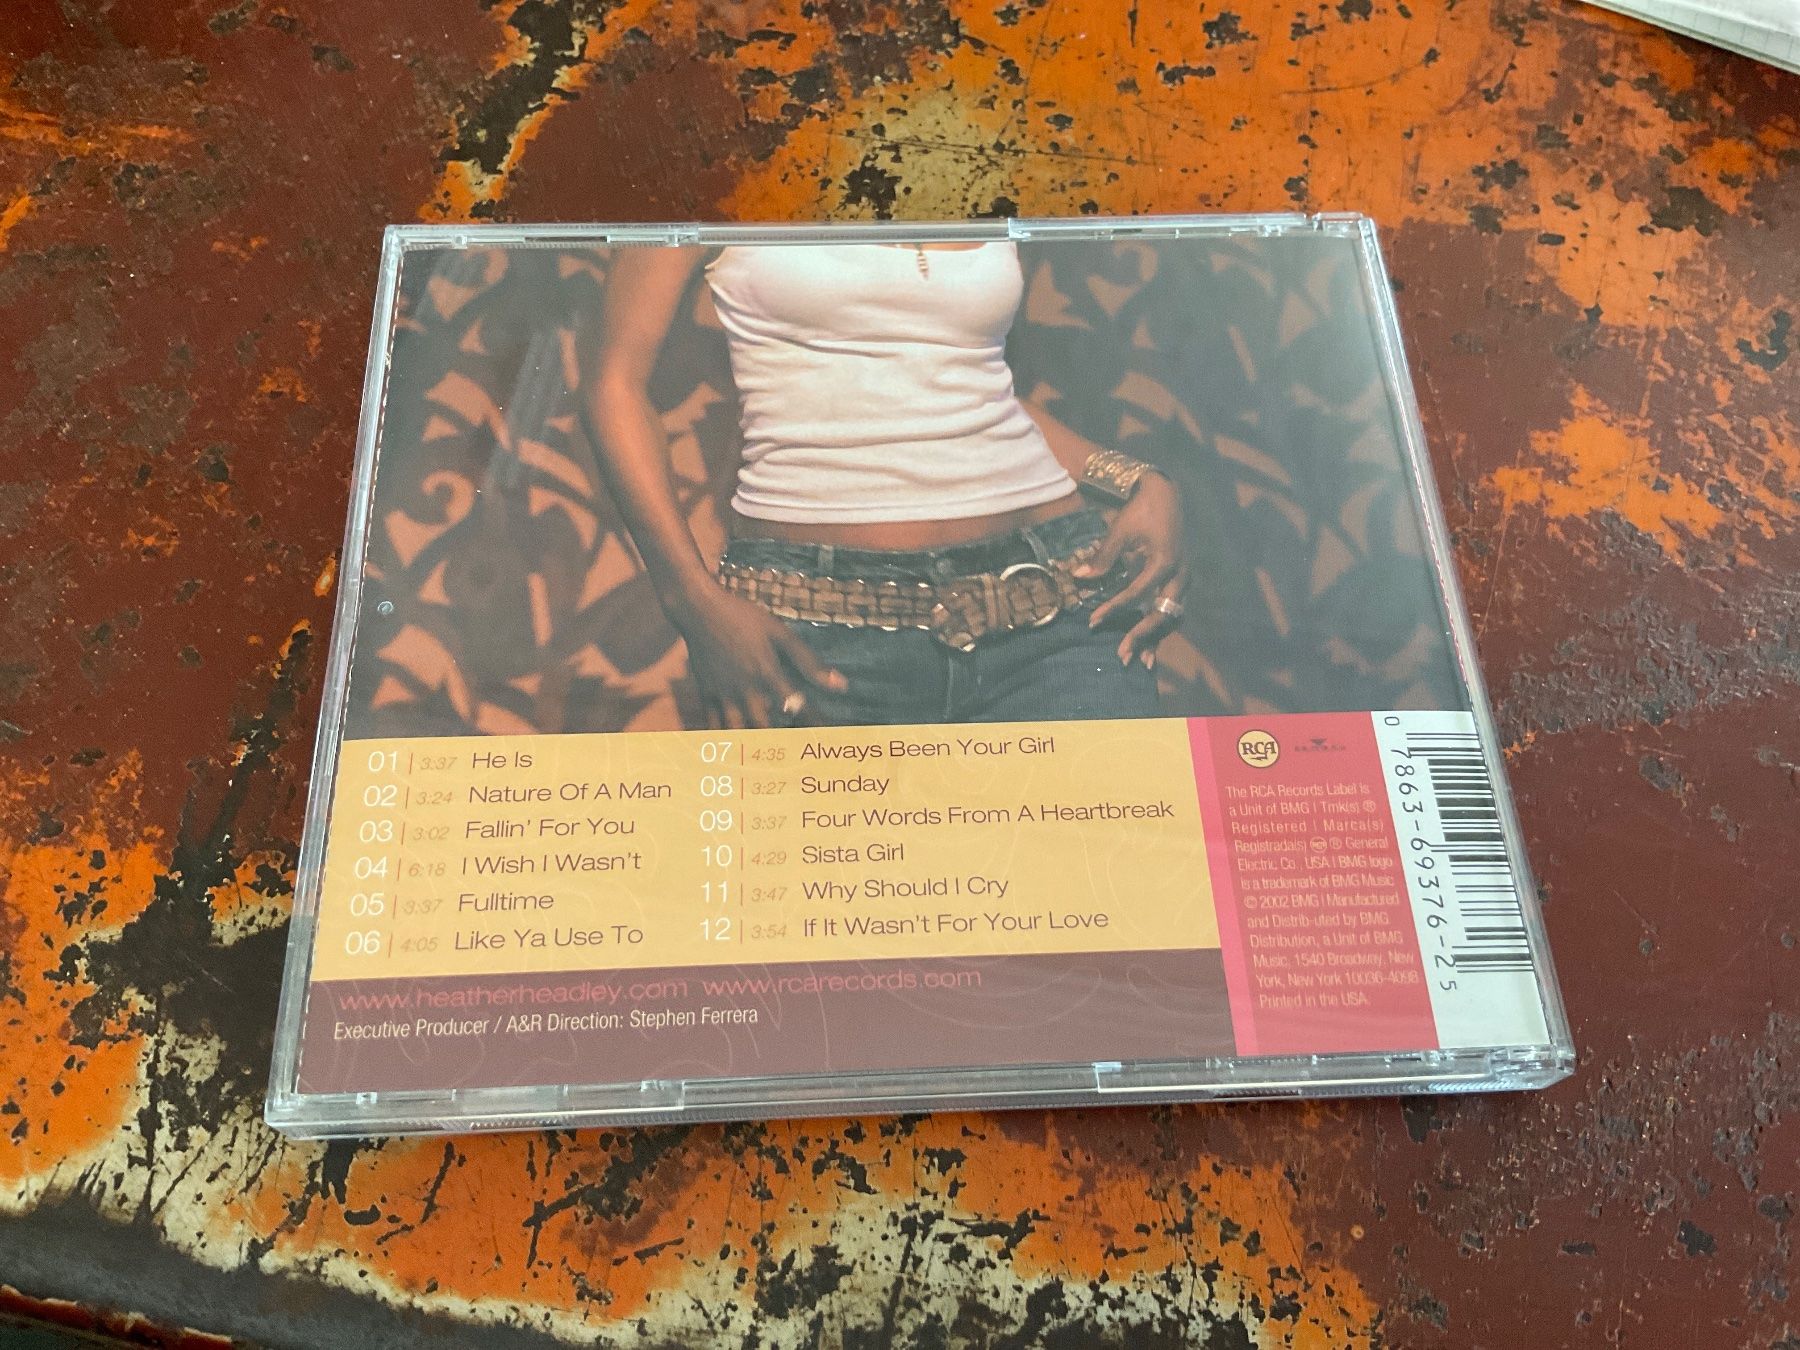 01 | 3:37 He Is
02 | 3:24 Nature Of A Man
03 | 3:02 Fallin' For You
04 | 6:18 I Wish I Wasn't
05 | 3:37 Fulltime
06 | 4:05 Like Ya Use To
07 | 4:35 Always Been Your Girl
08 | 3:27 Sunday
09 | 3:37 Four Words From A Heartbreak
10 | 4:29 Sista Girl
11 | 3:47 Why Should I Cry
12 | 3:54 If It Wasn't For Your Love
www.heatherheadley.com www.rcarecords.com
Executive Producer / A&R Direction: Stephen Ferrera
RCA
The RCA Records Label is
a Unit of BMG | Tmk(s) ®
Registered | Marca(s)
Registrada(s) ® General
Electric Co., USA | BMG logo
is a trademark of BMG Music
© 2002 BMG | Manufactured
and Distrib-uted by BMG
Distribution, a Unit of BMG
Music, 1540 Broadway, New
York, New York 10036-4098
Printed in the USA.
0 7863-69376-2 5